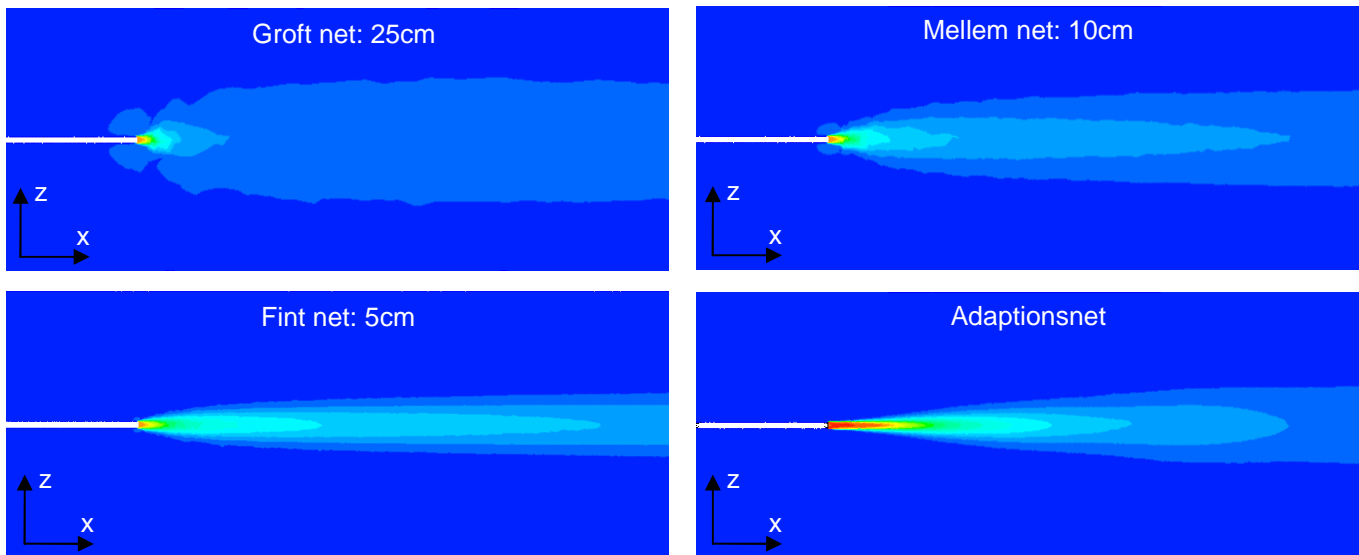 Groft net: 25cm
z
x
Mellem net: 10cm
z
x
Fint net: 5cm
z
x
Adaptionsnet
z
x